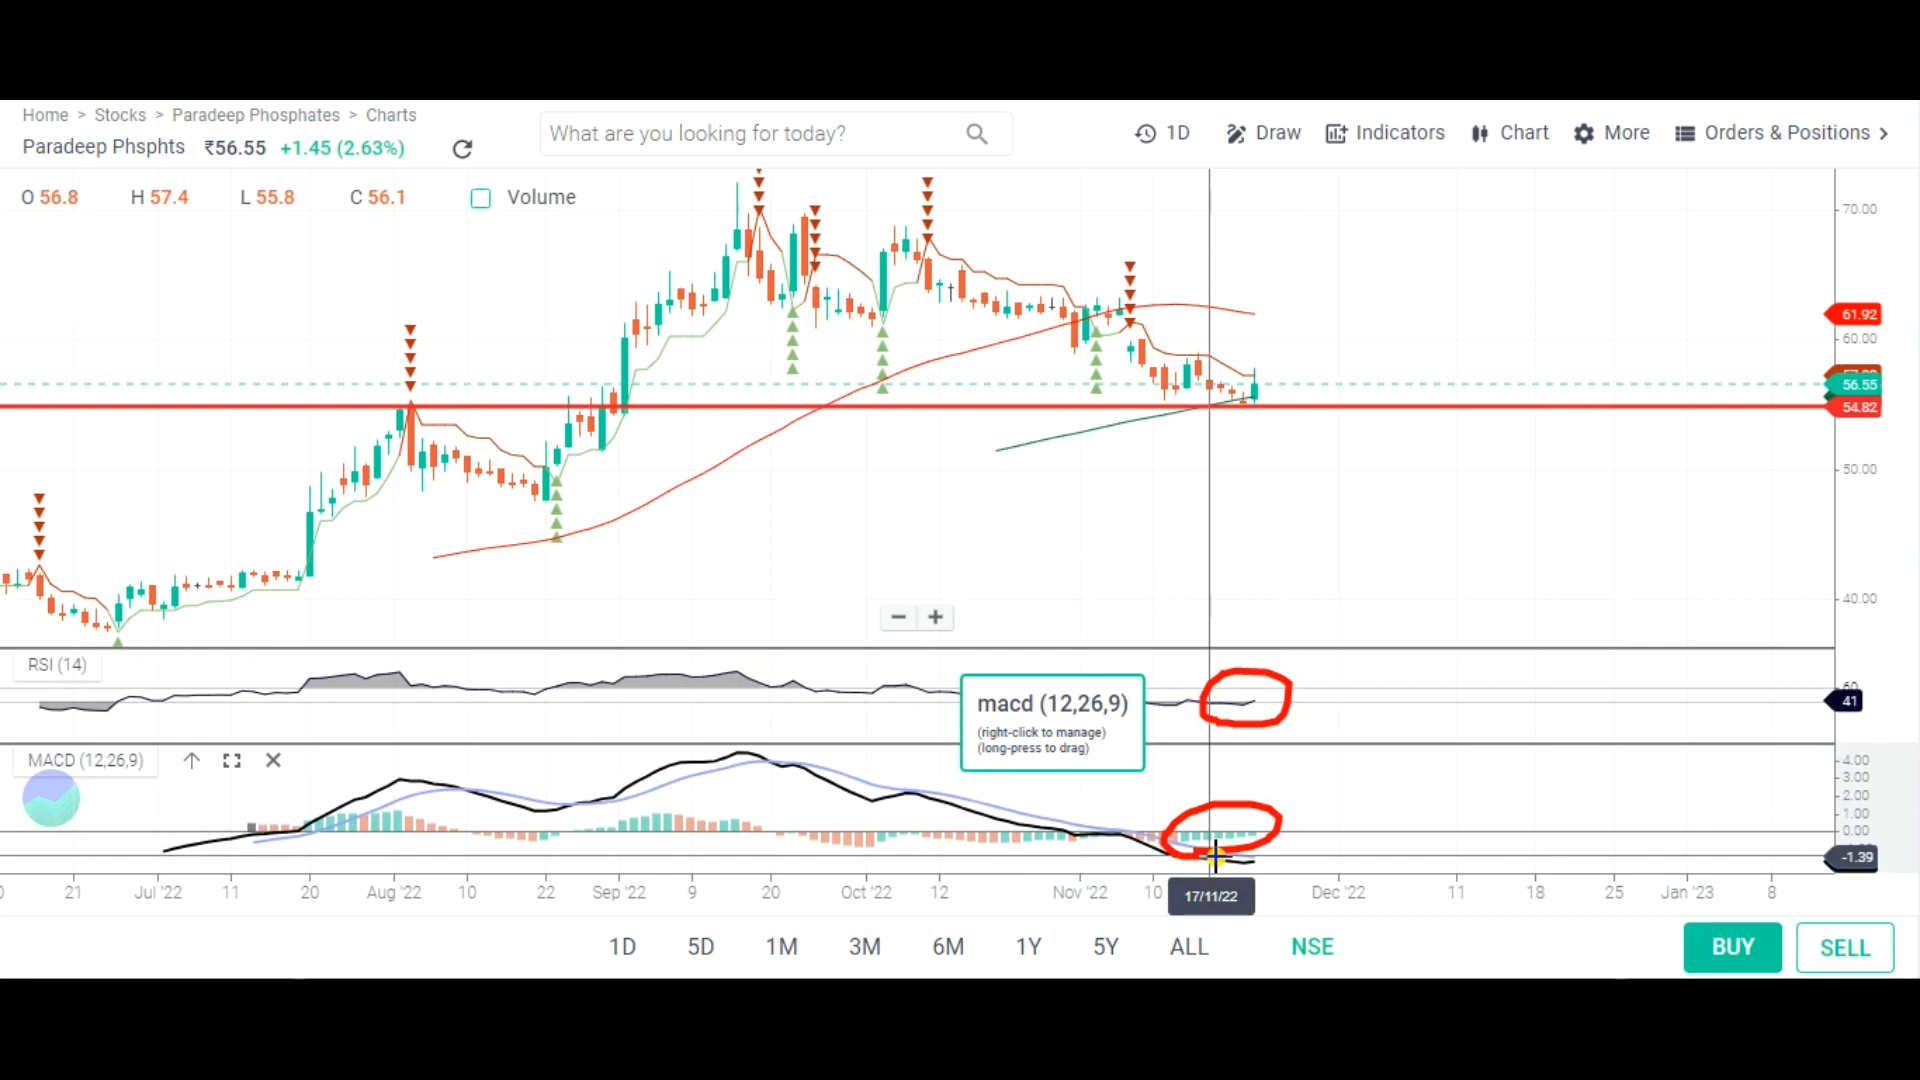 Home > Stocks > Paradeep Phosphates > Charts
Paradeep Phsphts ₹56.55 +1.45 (2.63%)
What are you looking for today?
1D Draw Indicators Chart More Orders & Positions >
O 56.8 H 57.4 L 55.8 C 56.1 Volume
70.00
61.92
60.00
56.55
54.82
50.00
40.00
− +
RSI (14)
41
macd (12,26,9)
(right-click to manage)
(long-press to drag)
MACD (12,26,9)
4.00
3.00
2.00
1.00
0.00
-1.39
21 Jul '22 11 20 Aug '22 10 22 Sep '22 9 20 Oct '22 12 Nov '22 10 17/11/22 Dec '22 11 18 25 Jan '23 8
1D 5D 1M 3M 6M 1Y 5Y ALL NSE
BUY SELL